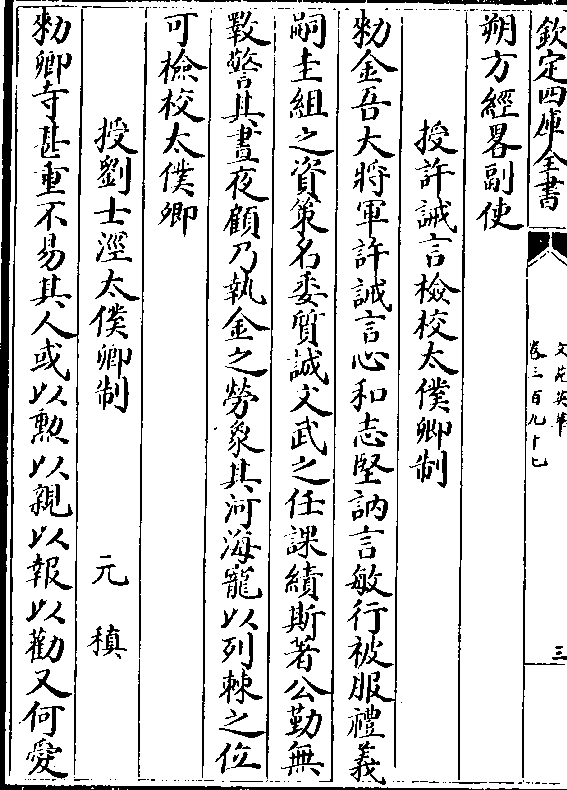 欽定四庫全書
文苑英華
卷三百九十七
三
朔方經畧副使
授許誡言檢校太僕卿制
勑金吾大將軍許誡言心和志堅訥言敏行被服禮義
嗣圭組之資策名委質誠文武之任課績斯著公勤無
斁警其晝夜顧乃執金之勞彖其河海寵以列棘之位
可檢校太僕卿
授劉士涇太僕卿制
元稹
勑卿寺甚重不易其人或以勲以親以報以勸又何愛